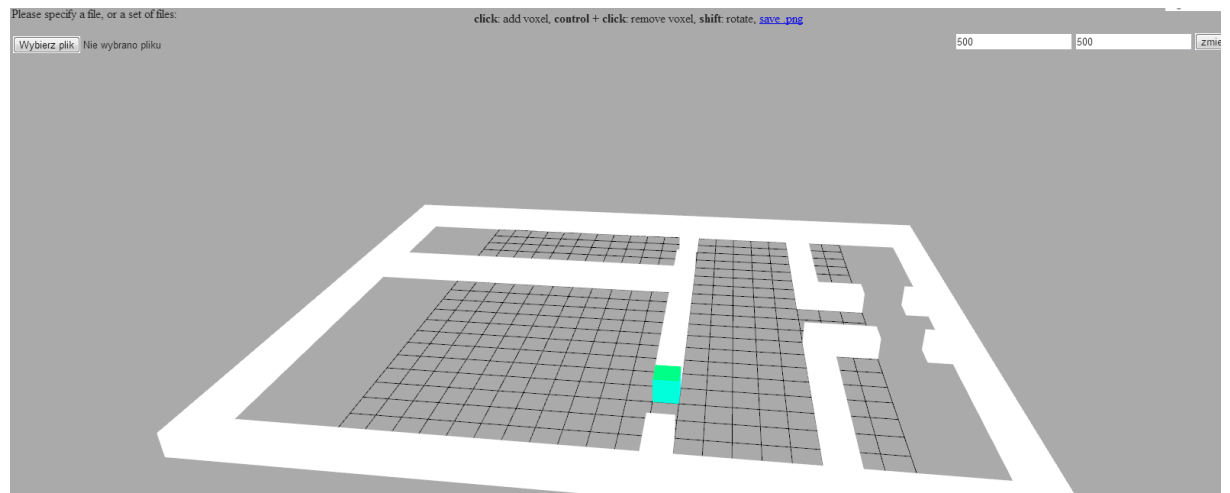 Please specify a file, or a set of files:
click: add voxel, control + click: remove voxel, shift: rotate, save .png
Wybierz plik Nie wybrano pliku
500 500 zmie